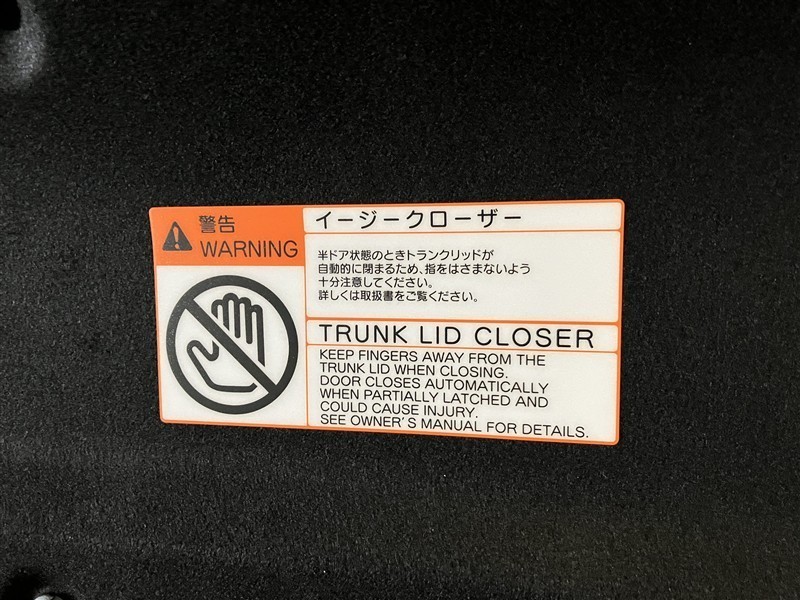 警告
WARNING
イージークローザー
半ドア状態のときトランクリッドが
自動的に閉まるため、指をはさまないよう
十分注意してください。
詳しくは取扱書をご覧ください。
TRUNK LID CLOSER
KEEP FINGERS AWAY FROM THE
TRUNK LID WHEN CLOSING.
DOOR CLOSES AUTOMATICALLY
WHEN PARTIALLY LATCHED AND
COULD CAUSE INJURY.
SEE OWNER'S MANUAL FOR DETAILS.